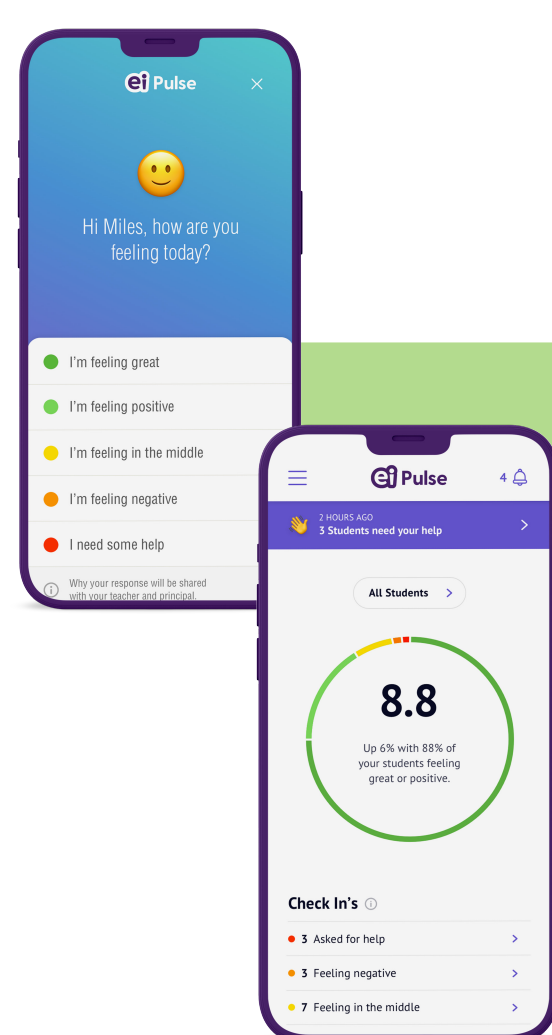 ei Pulse
Hi Miles, how are you
feeling today?
I'm feeling great
I'm feeling positive
I'm feeling in the middle
I'm feeling negative
I need some help
Why your response will be shared
with your teacher and principal.
ei Pulse
4
2 HOURS AGO
3 Students need your help
All Students
8.8
Up 6% with 88% of
your students feeling
great or positive.
Check In's
3 Asked for help
3 Feeling negative
7 Feeling in the middle